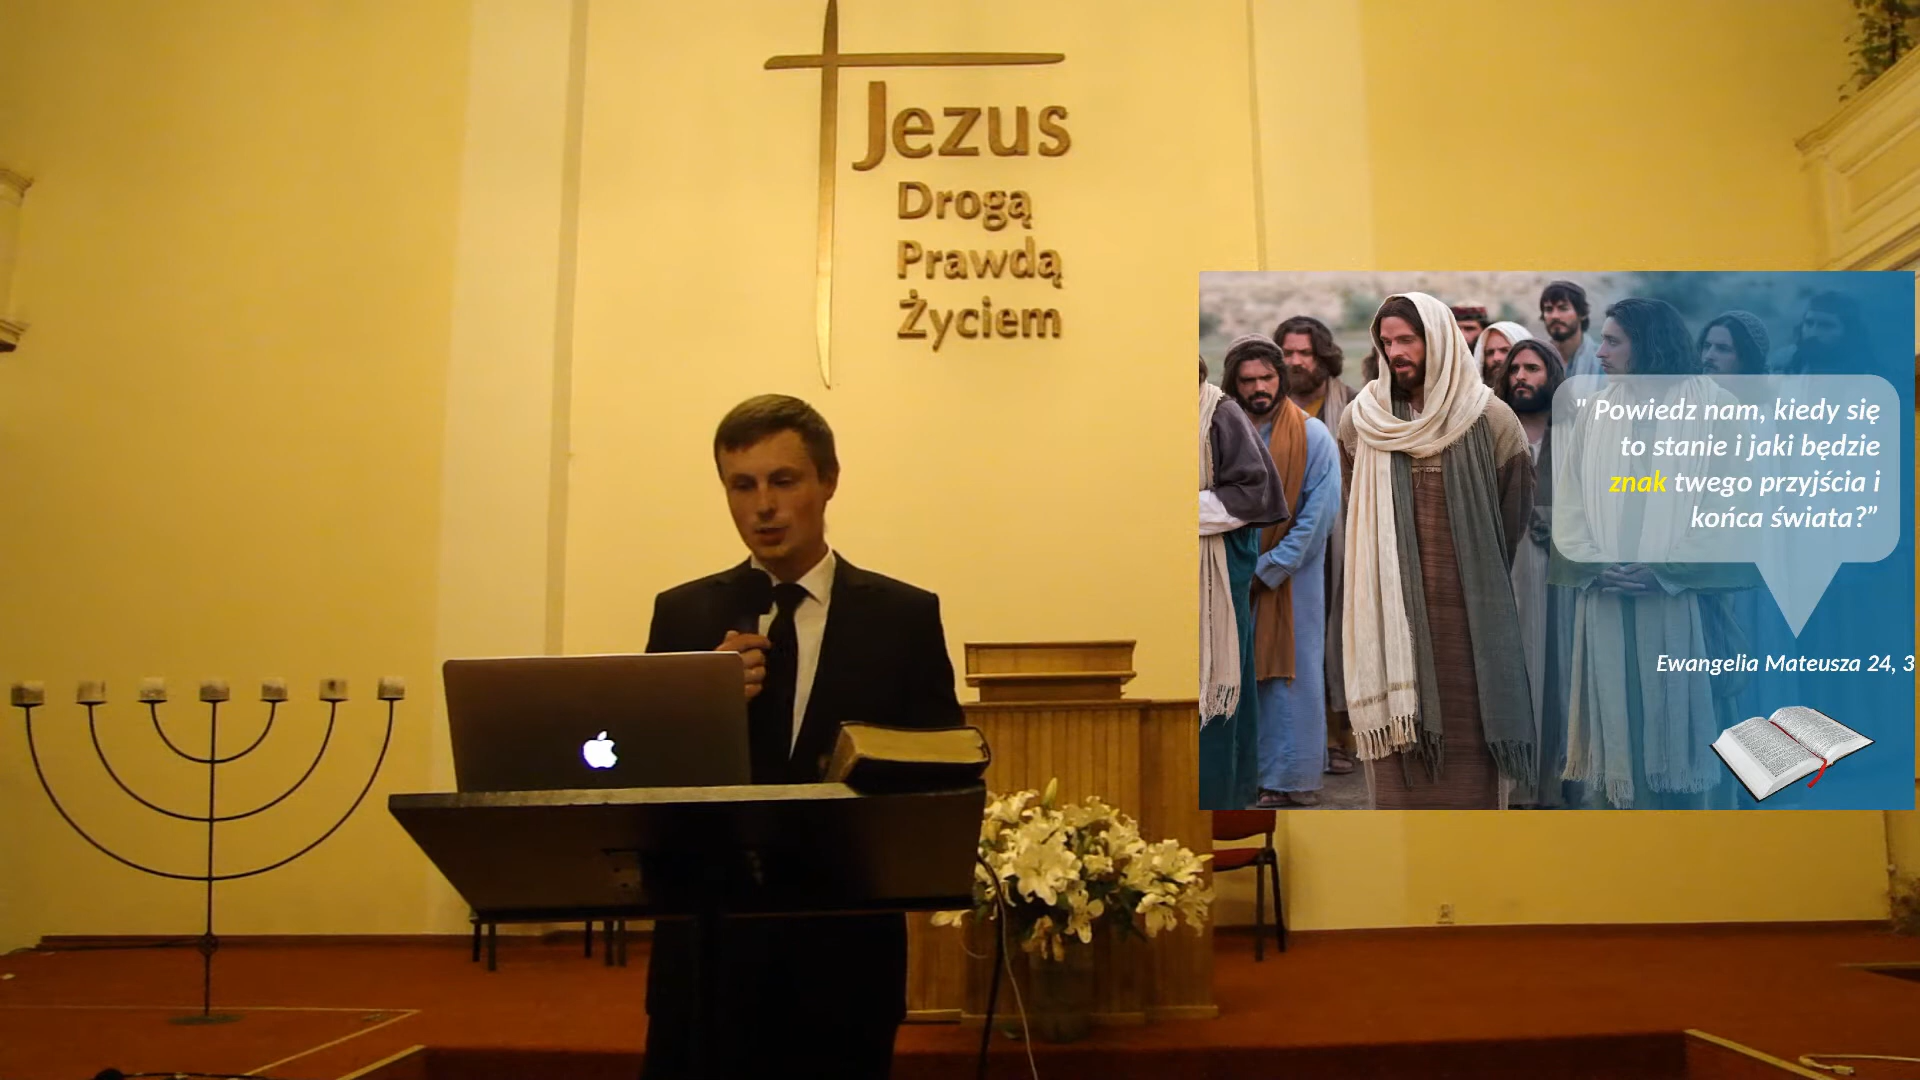 Jezus
Drogą
Prawdą
Życiem
" Powiedz nam, kiedy się
to stanie i jaki będzie
znak twego przyjścia i
końca świata?”
Ewangelia Mateusza 24, 3